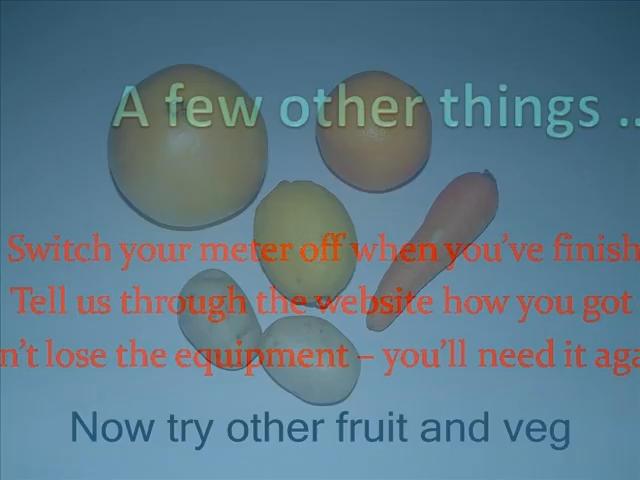 A few other things ..
Switch your meter off when you've finish
Tell us through the website how you got
n't lose the equipment – you'll need it aga
Now try other fruit and veg